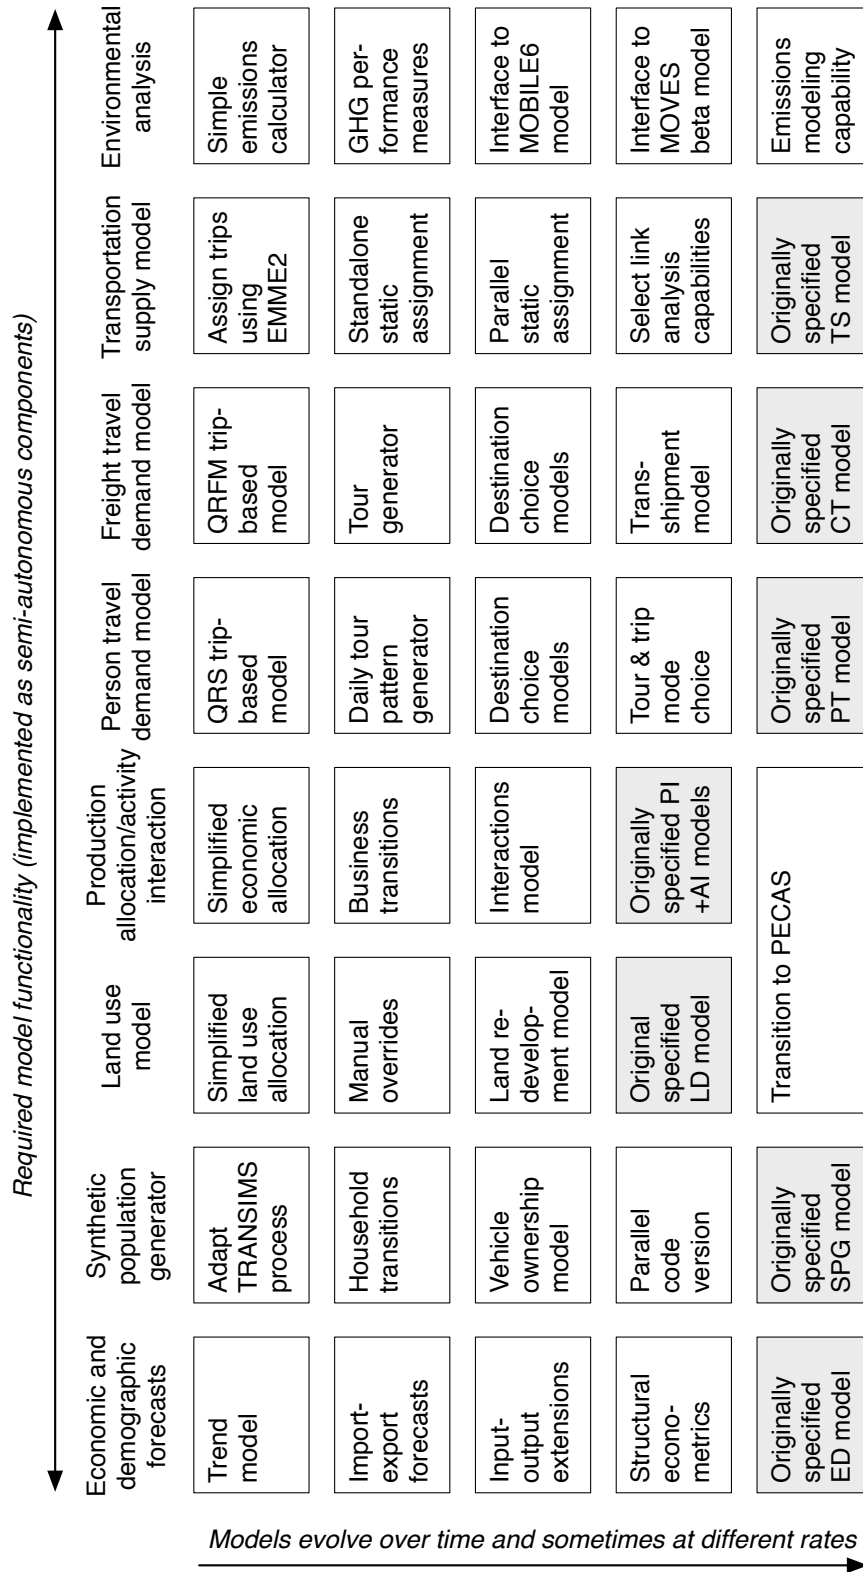 Required model functionality (implemented as semi-autonomous components)
Economic and
demographic
forecasts
Synthetic
population
generator
Land use
model
Production
allocation/activity
interaction
Person travel
demand model
Freight travel
demand model
Transportation
supply model
Environmental
analysis
Trend
model
Adapt
TRANSIMS
process
Simplified
land use
allocation
Simplified
economic
allocation
QRS trip-
based
model
QRFM trip-
based
model
Assign trips
using
EMME2
Simple
emissions
calculator
Import-
export
forecasts
Household
transitions
Manual
overrides
Business
transitions
Daily tour
pattern
generator
Tour
generator
Standalone
static
assignment
GHG per-
formance
measures
Input-
output
extensions
Vehicle
ownership
model
Land re-
develop-
ment model
Interactions
model
Destination
choice
models
Destination
choice
models
Parallel
static
assignment
Interface to
MOBILE6
model
Structural
econo-
metrics
Parallel
code
version
Original
specified
LD model
Originally
specified PI
+AI models
Tour & trip
mode
choice
Trans-
shipment
model
Select link
analysis
capabilities
Interface to
MOVES
beta model
Originally
specified
ED model
Originally
specified
SPG model
Transition to PECAS
Originally
specified
PT model
Originally
specified
CT model
Originally
specified
TS model
Emissions
modeling
capability
Models evolve over time and sometimes at different rates